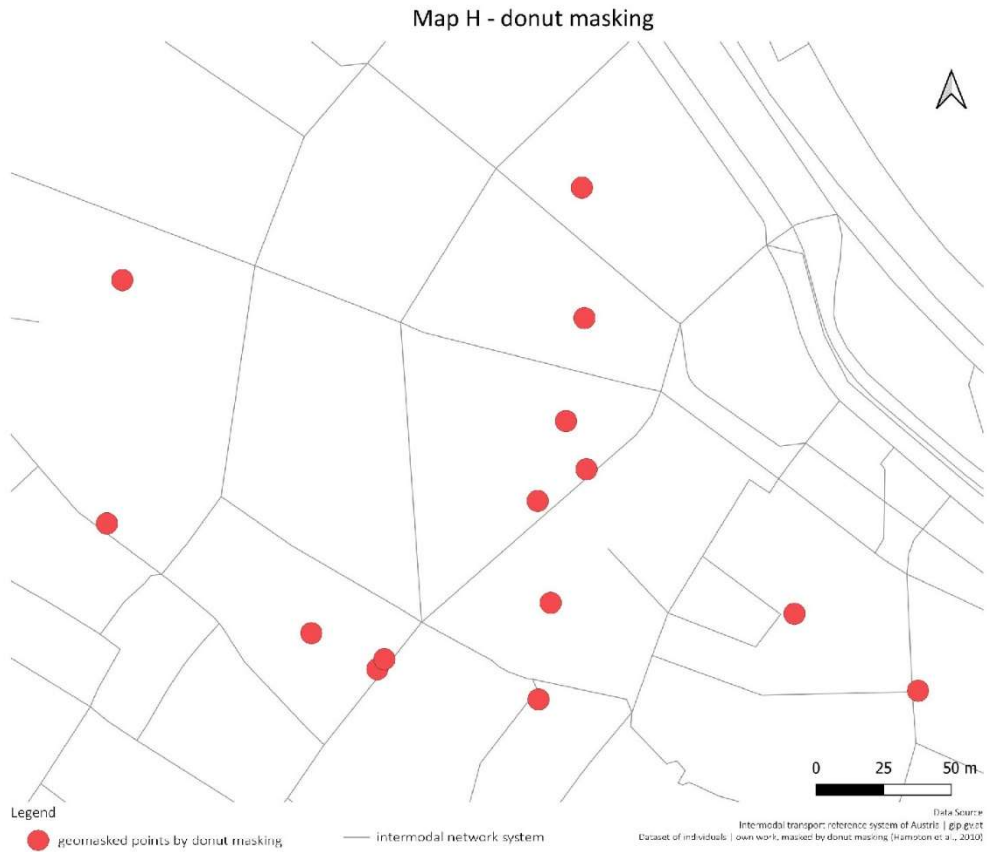 Map H - donut masking
0 25 50 m
Legend
geomasked points by donut masking
intermodal network system
Data Source
Intermodal transport reference system of Austria | gip.gv.at
Dataset of individuals | own work, masked by donut masking (Hampton et al., 2010)